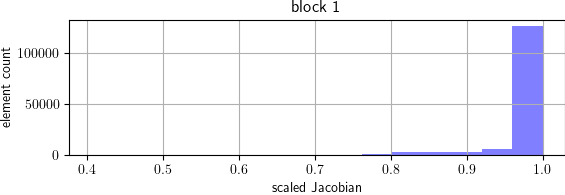 block 1
element count
100000
50000
0
0.4 0.5 0.6 0.7 0.8 0.9 1.0
scaled Jacobian